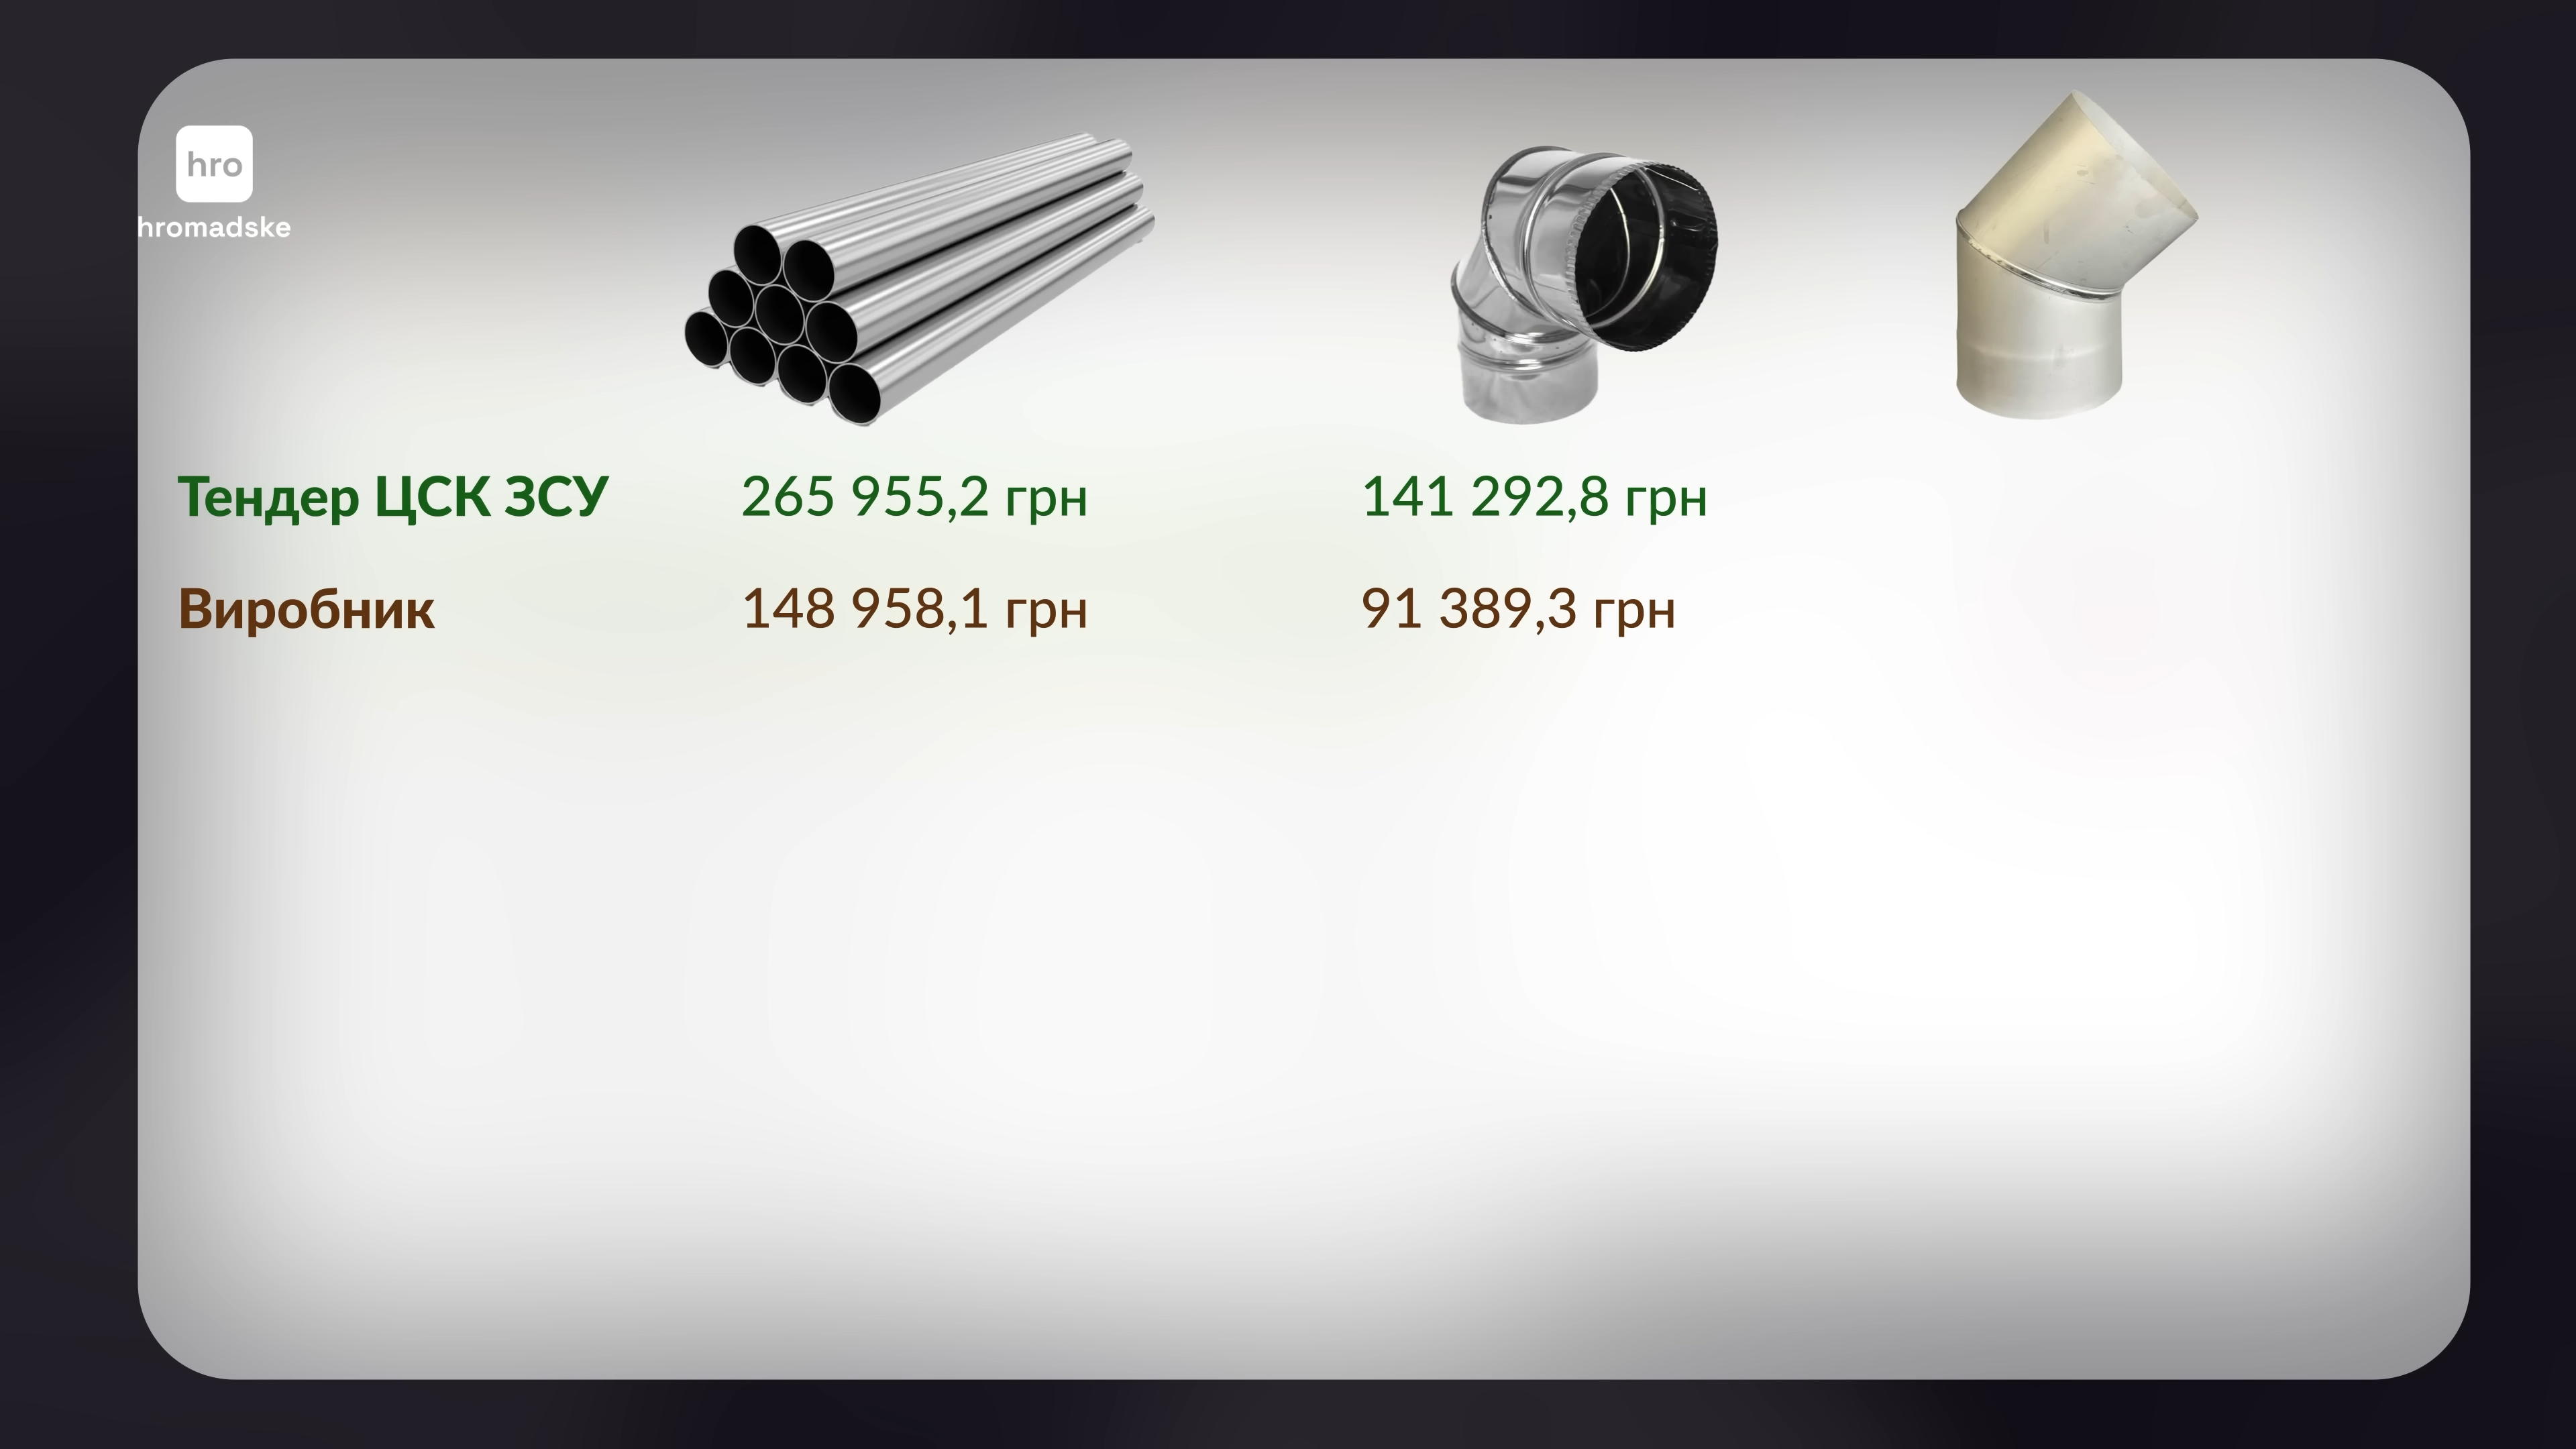 hro
hromadske
Тендер ЦСК ЗСУ 265 955,2 грн 141 292,8 грн
Виробник 148 958,1 грн 91 389,3 грн